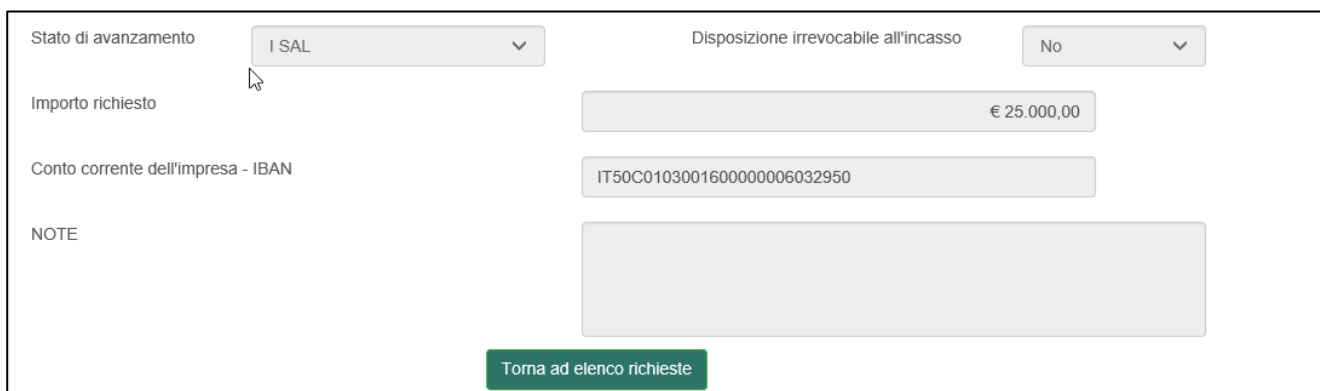 Stato di avanzamento
I SAL
Disposizione irrevocabile all'incasso
No
Importo richiesto
€ 25.000,00
Conto corrente dell'impresa - IBAN
IT50C0103001600000006032950
NOTE
Torna ad elenco richieste